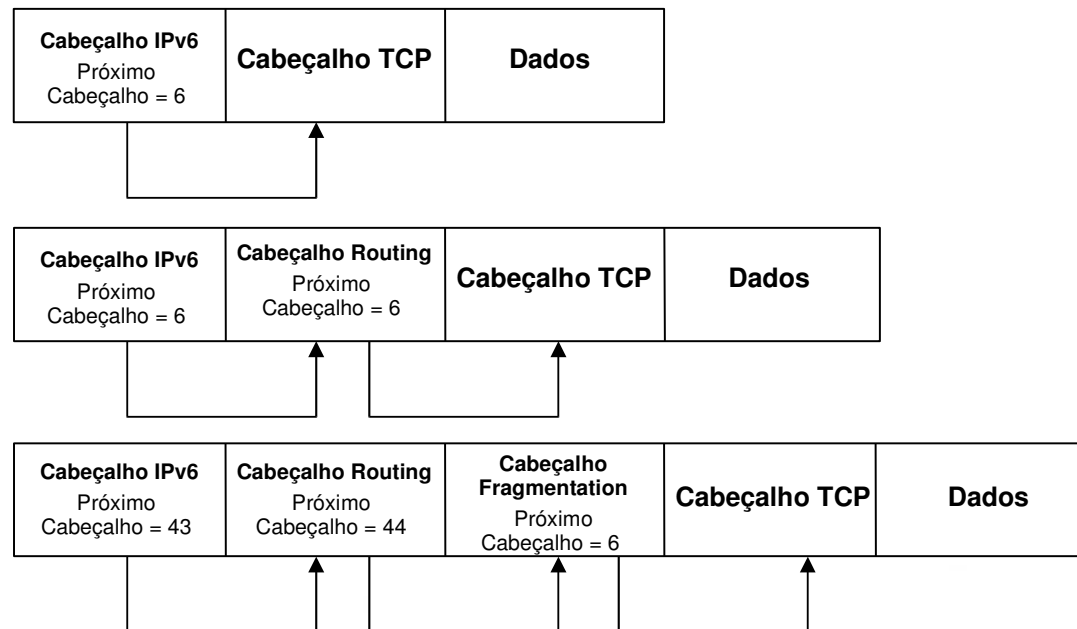 Cabeçalho IPv6
Próximo
Cabeçalho = 6
Cabeçalho TCP
Dados
Cabeçalho IPv6
Próximo
Cabeçalho = 6
Cabeçalho Routing
Próximo
Cabeçalho = 6
Cabeçalho TCP
Dados
Cabeçalho IPv6
Próximo
Cabeçalho = 43
Cabeçalho Routing
Próximo
Cabeçalho = 44
Cabeçalho
Fragmentation
Próximo
Cabeçalho = 6
Cabeçalho TCP
Dados